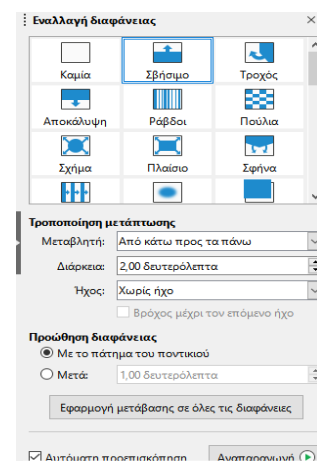 Εναλλαγή διαφάνειας
Καμία Σβήσιμο Τροχός
Αποκάλυψη Ράβδοι Πούλια
Σχήμα Πλαίσιο Σφήνα
Τροποποίηση μετάπτωσης
Μεταβλητή: Από κάτω προς τα πάνω
Διάρκεια: 2,00 δευτερόλεπτα
Ήχος: Χωρίς ήχο
Βρόχος μέχρι τον επόμενο ήχο
Προώθηση διαφάνειας
Με το πάτημα του ποντικιού
Μετά: 1,00 δευτερόλεπτα
Εφαρμογή μετάβασης σε όλες τις διαφάνειες
Αυτόματη προεπισκόπηση Αναπαραγωγή